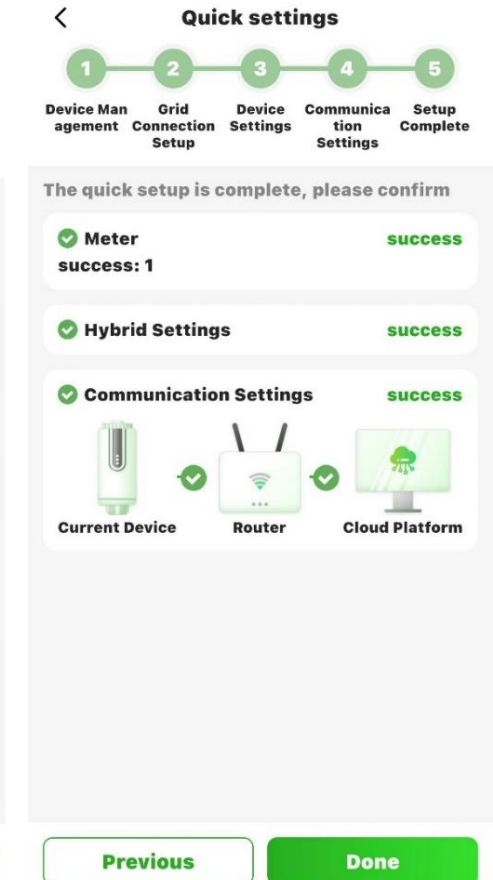 Quick settings
1 2 3 4 5
Device Man Grid Device Communica Setup
agement Connection Settings tion Complete
Setup Settings
The quick setup is complete, please confirm
Meter success
success: 1
Hybrid Settings success
Communication Settings success
Current Device Router Cloud Platform
Previous Done